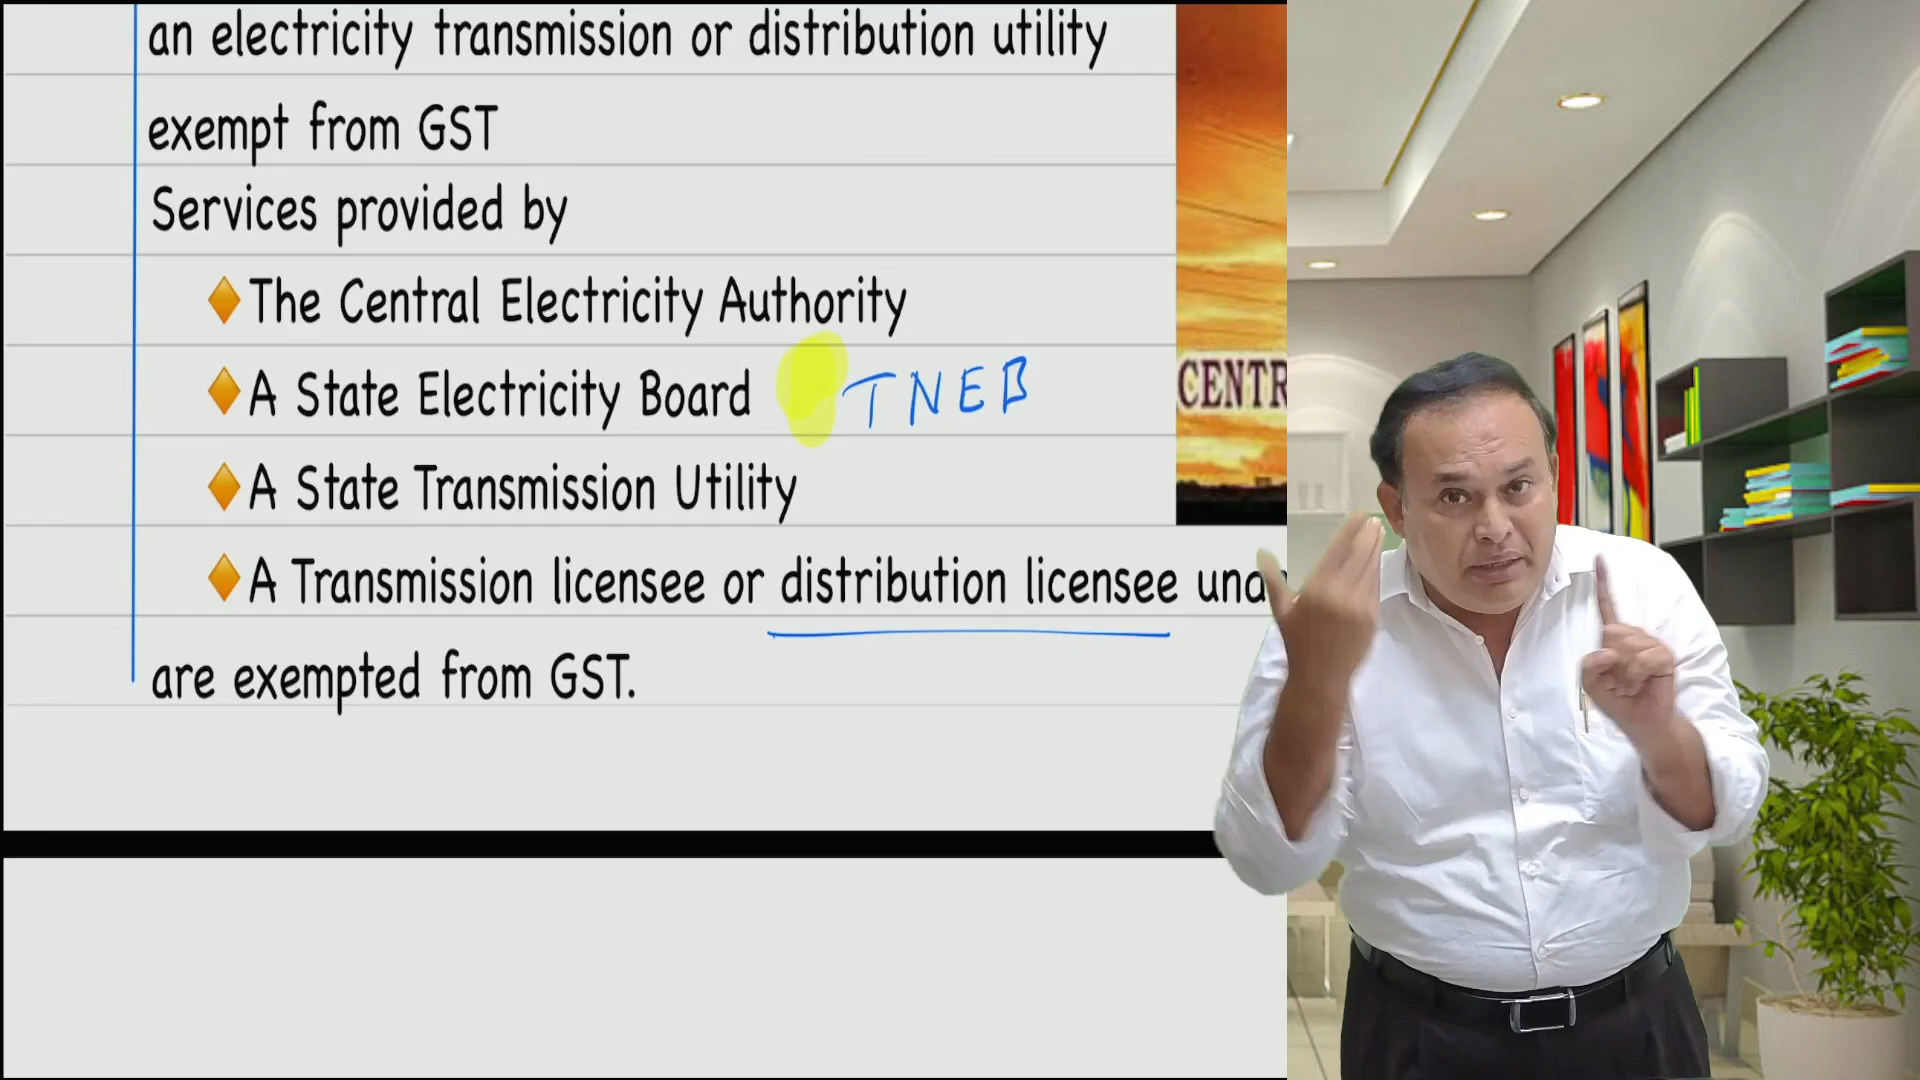 an electricity transmission or distribution utility
exempt from GST
Services provided by
The Central Electricity Authority
A State Electricity Board TNEB
A State Transmission Utility
A Transmission licensee or distribution licensee
are exempted from GST.